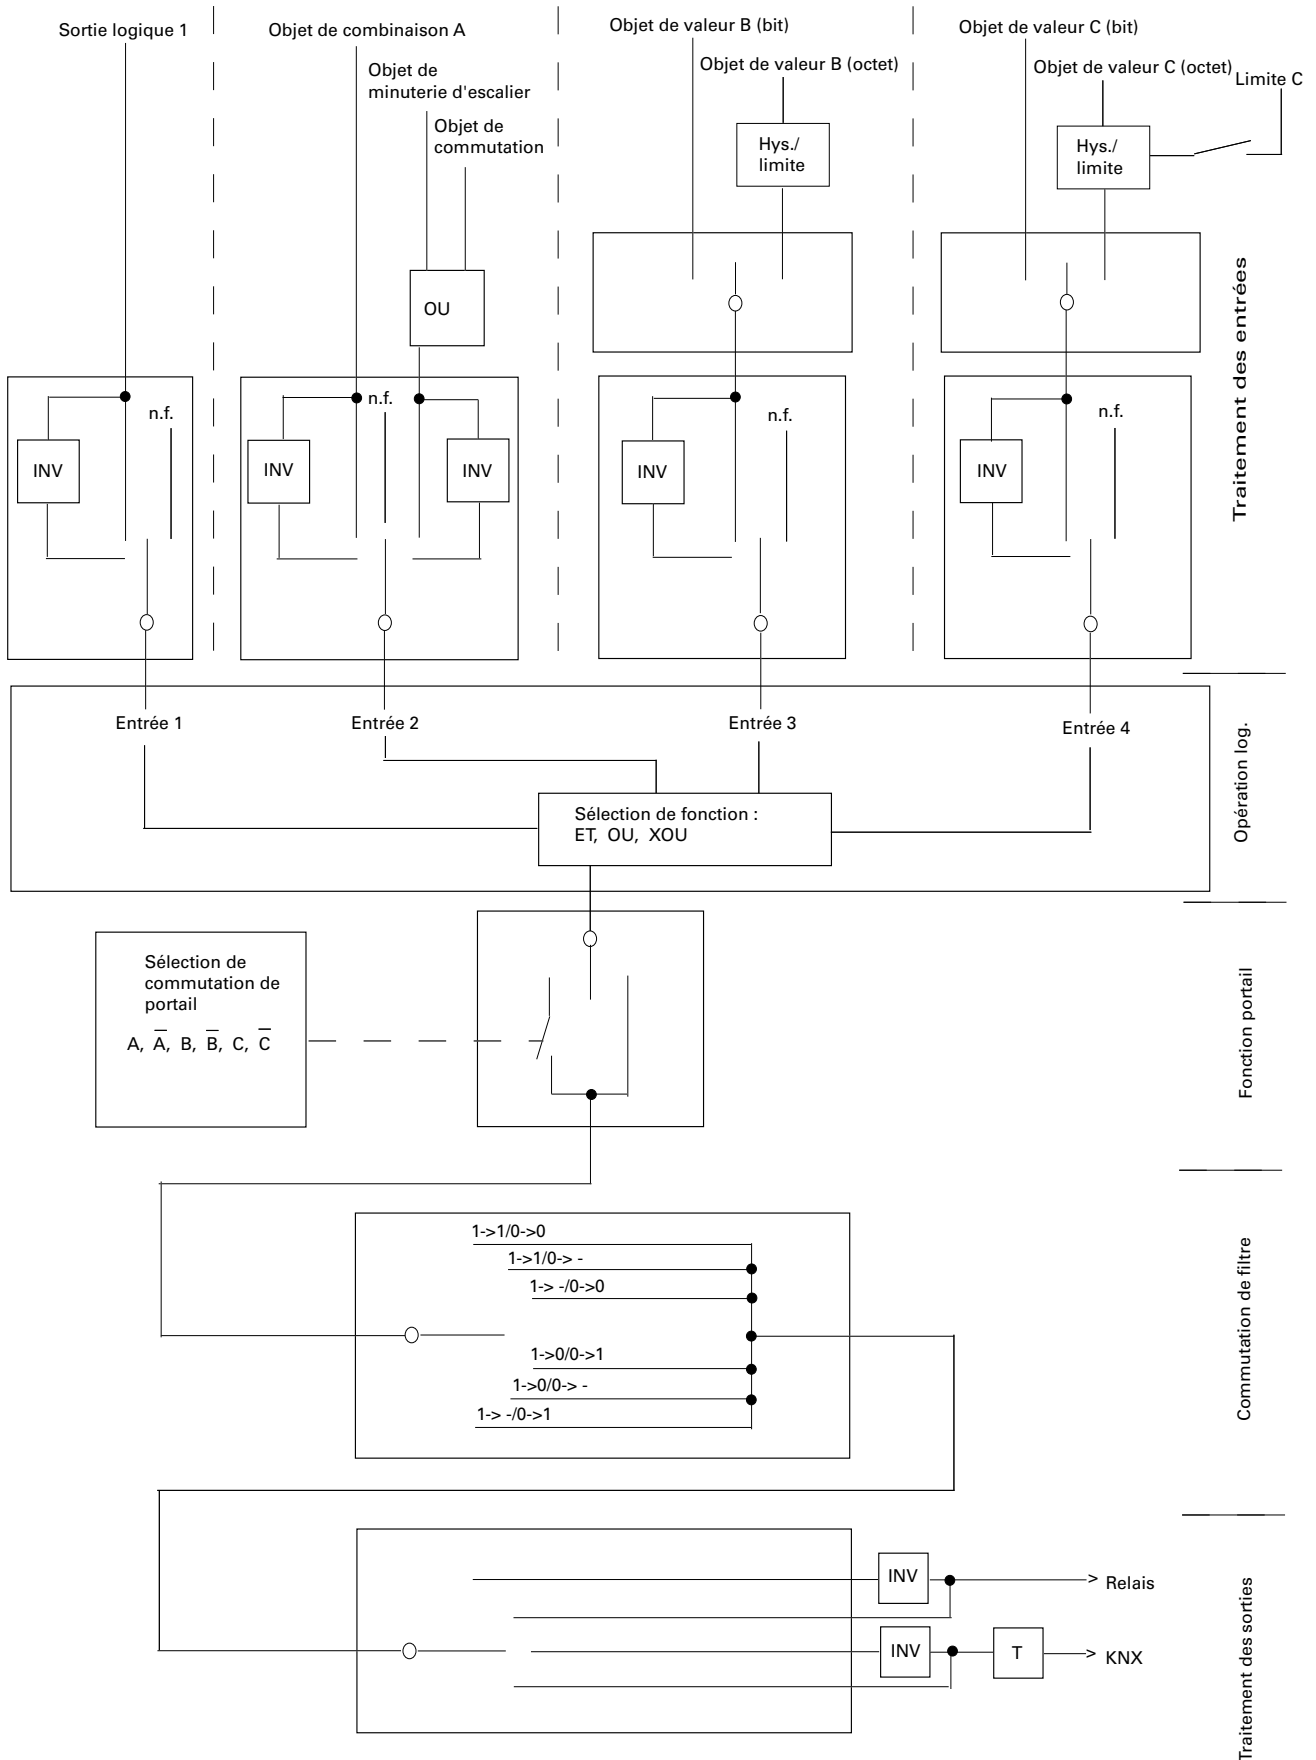 Sortie logique 1
Objet de combinaison A
Objet de
minuterie d'escalier
Objet de
commutation
Objet de valeur B (bit)
Objet de valeur B (octet)
Objet de valeur C (bit)
Objet de valeur C (octet)
Limite C
Hys./
limite
Hys./
limite
OU
n.f.
INV
n.f.
INV
INV
n.f.
INV
n.f.
INV
Traitement des entrées
Entrée 1
Entrée 2
Entrée 3
Entrée 4
Sélection de fonction :
ET, OU, XOU
Opération log.
Sélection de
commutation de
portail
A, A̅, B, B̅, C, C̅
Fonction portail
1->1/0->0
1->1/0-> -
1-> -/0->0
1->0/0->1
1->0/0-> -
1-> -/0->1
Commutation de filtre
INV
> Relais
INV
T
> KNX
Traitement des sorties